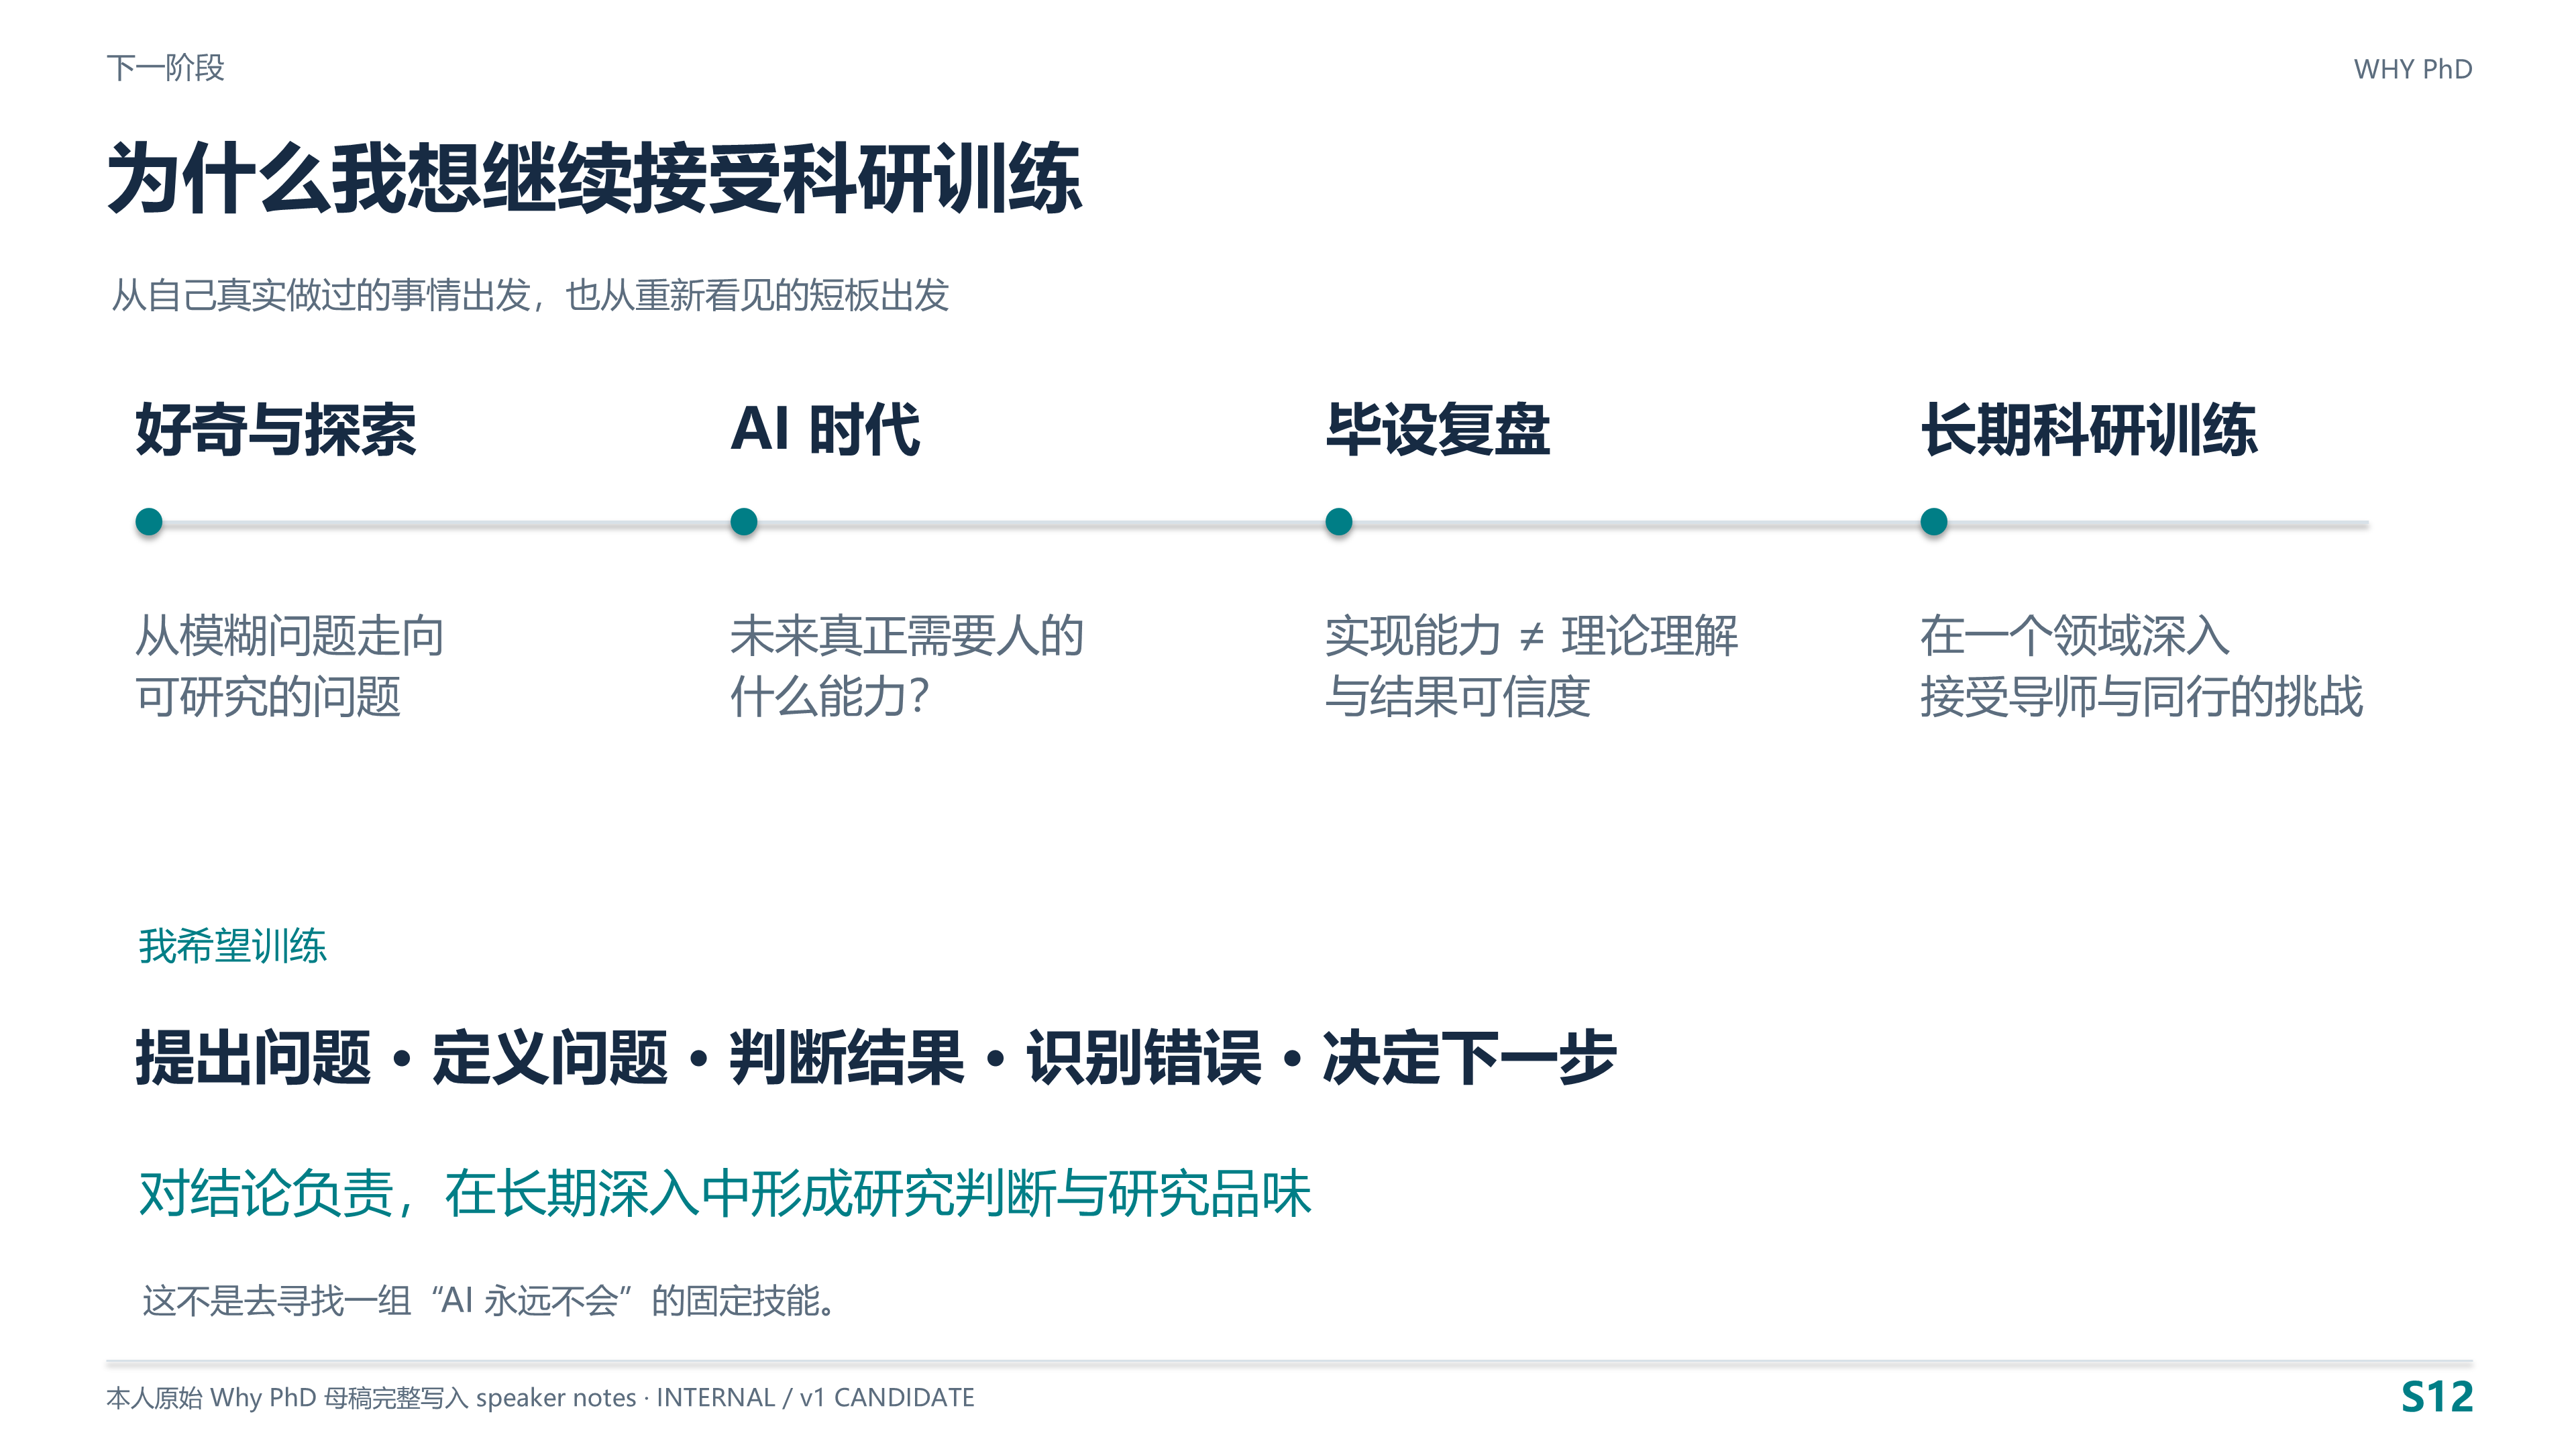 下一阶段
WHY PhD
为什么我想继续接受科研训练
从自己真实做过的事情出发，也从重新看见的短板出发
好奇与探索
从模糊问题走向
可研究的问题
AI 时代
未来真正需要人的
什么能力？
毕设复盘
实现能力 ≠ 理论理解
与结果可信度
长期科研训练
在一个领域深入
接受导师与同行的挑战
我希望训练
提出问题 • 定义问题 • 判断结果 • 识别错误 • 决定下一步
对结论负责，在长期深入中形成研究判断与研究品味
这不是去寻找一组“AI 永远不会”的固定技能。
本人原始 Why PhD 母稿完整写入 speaker notes · INTERNAL / v1 CANDIDATE
S12